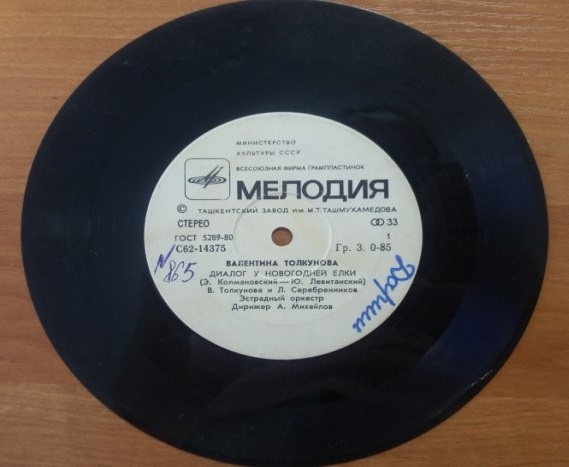 МИНИСТЕРСТВО
КУЛЬТУРЫ СССР
ВСЕСОЮЗНАЯ ФИРМА ГРАМПЛАСТИНОК
МЕЛОДИЯ
© ТАШКЕНТСКИЙ ЗАВОД ИМ. И.Т. ТАШМУХАМЕДОВА
СТЕРЕО 33
ГОСТ 5289-80 1
С62-14375 Гр. 3. 0-85
№ 865
ВАЛЕНТИНА ТОЛКУНОВА
ДИАЛОГ У НОВОГОДНЕЙ ЕЛКИ
(Э. Колмановский — Ю. Левитанский)
В. Толкунова и Л. Серебренников
Эстрадный оркестр
Дирижер А. Михайлов